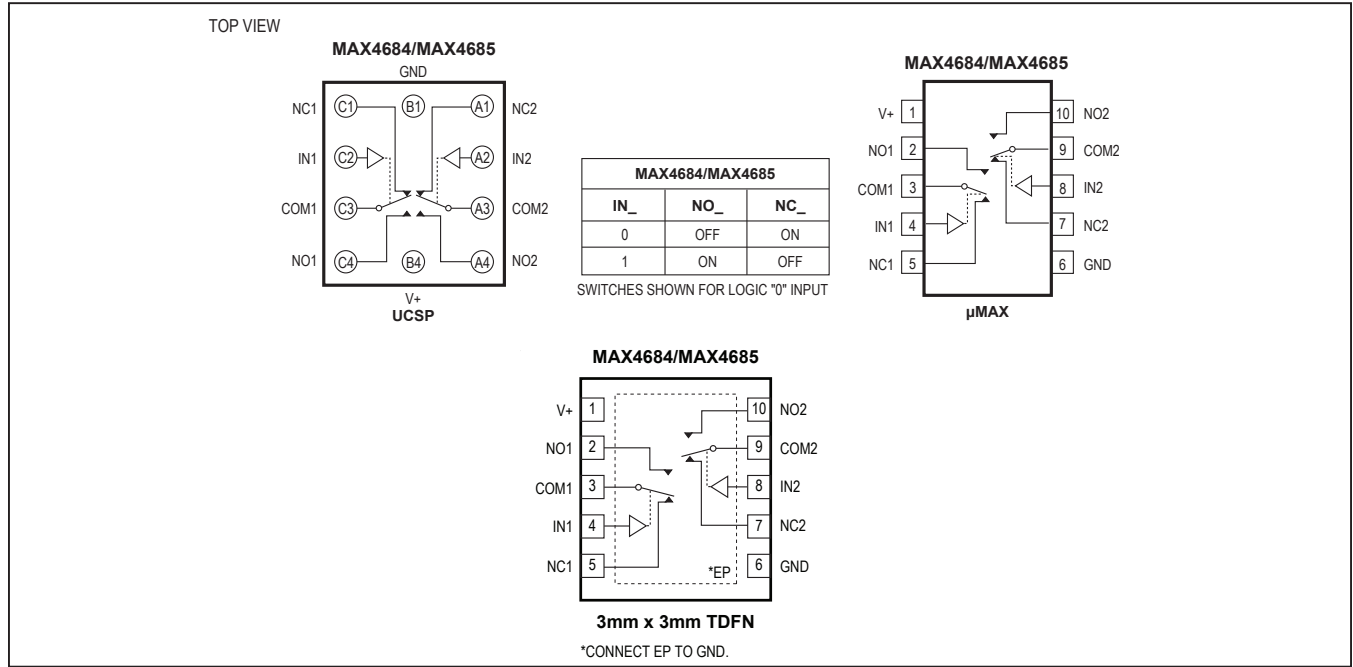 TOP VIEW
MAX4684/MAX4685
GND
NC1 C1 B1 A1 NC2
IN1 C2 A2 IN2
COM1 C3 A3 COM2
NO1 C4 B4 A4 NO2
V+
UCSP
MAX4684/MAX4685
IN_ NO_ NC_
0 OFF ON
1 ON OFF
SWITCHES SHOWN FOR LOGIC "0" INPUT
MAX4684/MAX4685
V+ 1 10 NO2
NO1 2 9 COM2
COM1 3 8 IN2
IN1 4 7 NC2
NC1 5 6 GND
µMAX
MAX4684/MAX4685
V+ 1 10 NO2
NO1 2 9 COM2
COM1 3 8 IN2
IN1 4 7 NC2
NC1 5 *EP 6 GND
3mm x 3mm TDFN
*CONNECT EP TO GND.